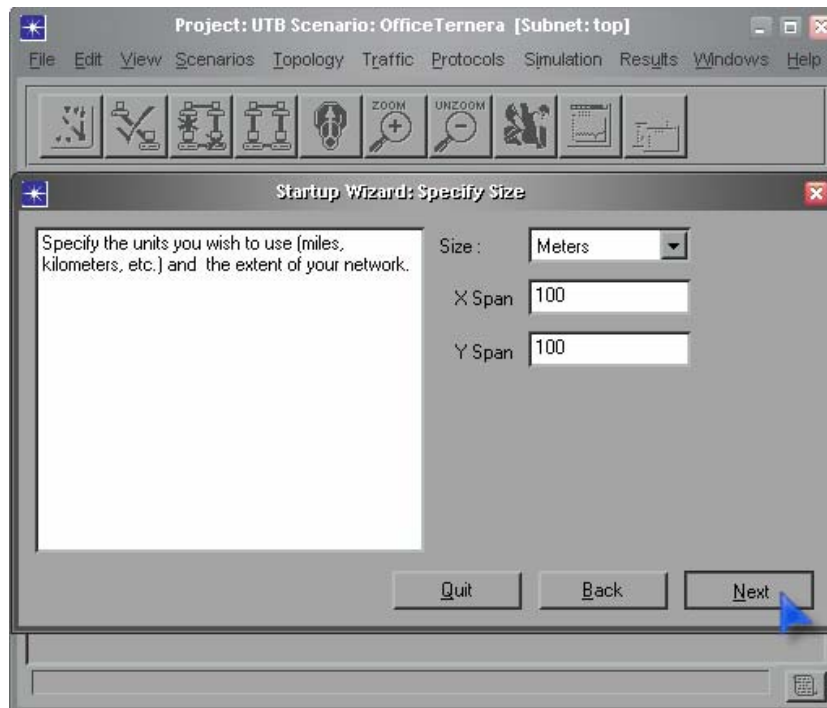 Project: UTB Scenario: OfficeTernera [Subnet: top]
File Edit View Scenarios Topology Traffic Protocols Simulation Results Windows Help
ZOOM UNZOOM
Startup Wizard: Specify Size
Specify the units you wish to use (miles,
kilometers, etc.) and the extent of your network.
Size : Meters
X Span 100
Y Span 100
Quit Back Next